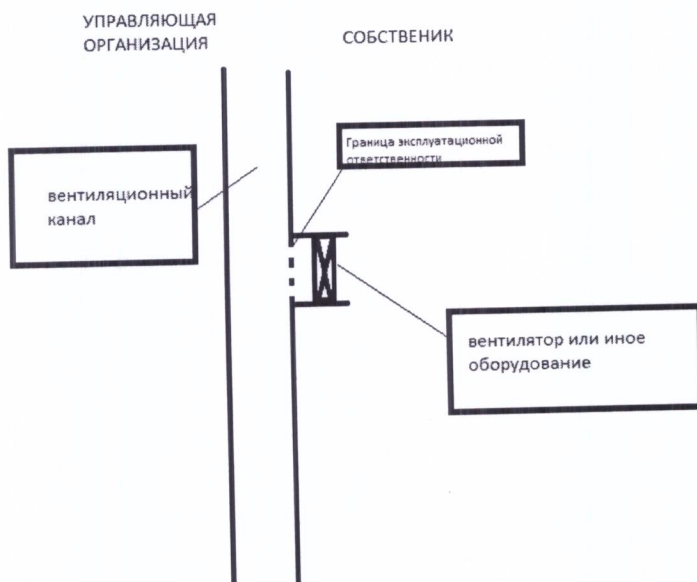 УПРАВЛЯЮЩАЯ
ОРГАНИЗАЦИЯ
СОБСТВЕНИК
Граница эксплуатационной
ответственности
вентиляционный
канал
вентилятор или иное
оборудование